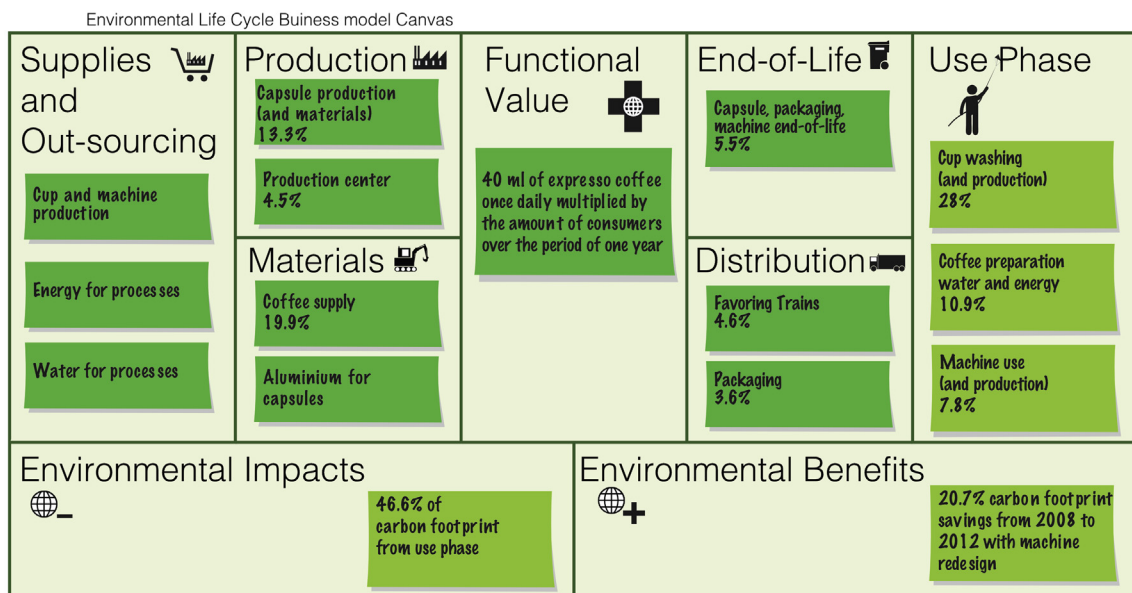 Environmental Life Cycle Buiness model Canvas
Supplies
and
Out-sourcing
Cup and machine
production
Energy for processes
Water for processes
Production
Capsule production
(and materials)
13.3%
Production center
4.5%
Materials
Coffee supply
19.9%
Aluminium for
capsules
Functional
Value
40 ml of expresso coffee
once daily multiplied by
the amount of consumers
over the period of one year
End-of-Life
Capsule, packaging,
machine end-of-life
5.5%
Distribution
Favoring Trains
4.6%
Packaging
3.6%
Use Phase
Cup washing
(and production)
28%
Coffee preparation
water and energy
10.9%
Machine use
(and production)
7.8%
Environmental Impacts
46.6% of
carbon footprint
from use phase
Environmental Benefits
20.7% carbon footprint
savings from 2008 to
2012 with machine
redesign